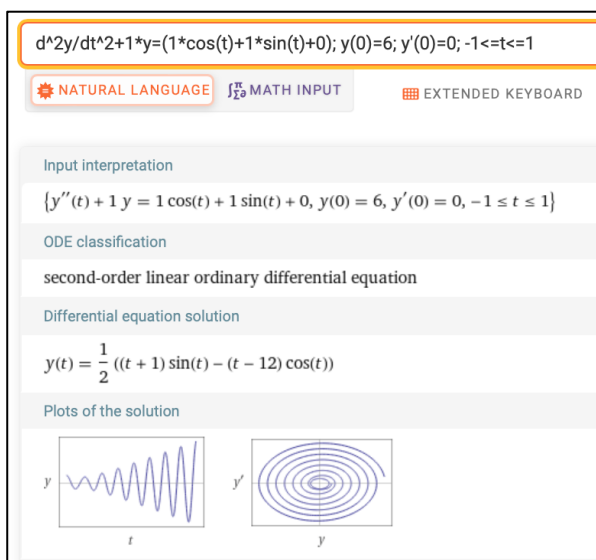 d^2y/dt^2+1*y=(1*cos(t)+1*sin(t)+0); y(0)=6; y'(0)=0; -1<=t<=1
NATURAL LANGUAGE ∫π Σ∂ MATH INPUT EXTENDED KEYBOARD
Input interpretation
{y′′(t) + 1 y = 1 cos(t) + 1 sin(t) + 0, y(0) = 6, y′(0) = 0, −1 ≤ t ≤ 1}
ODE classification
second-order linear ordinary differential equation
Differential equation solution
y(t) = 1/2 ((t + 1) sin(t) − (t − 12) cos(t))
Plots of the solution
y y′
t y